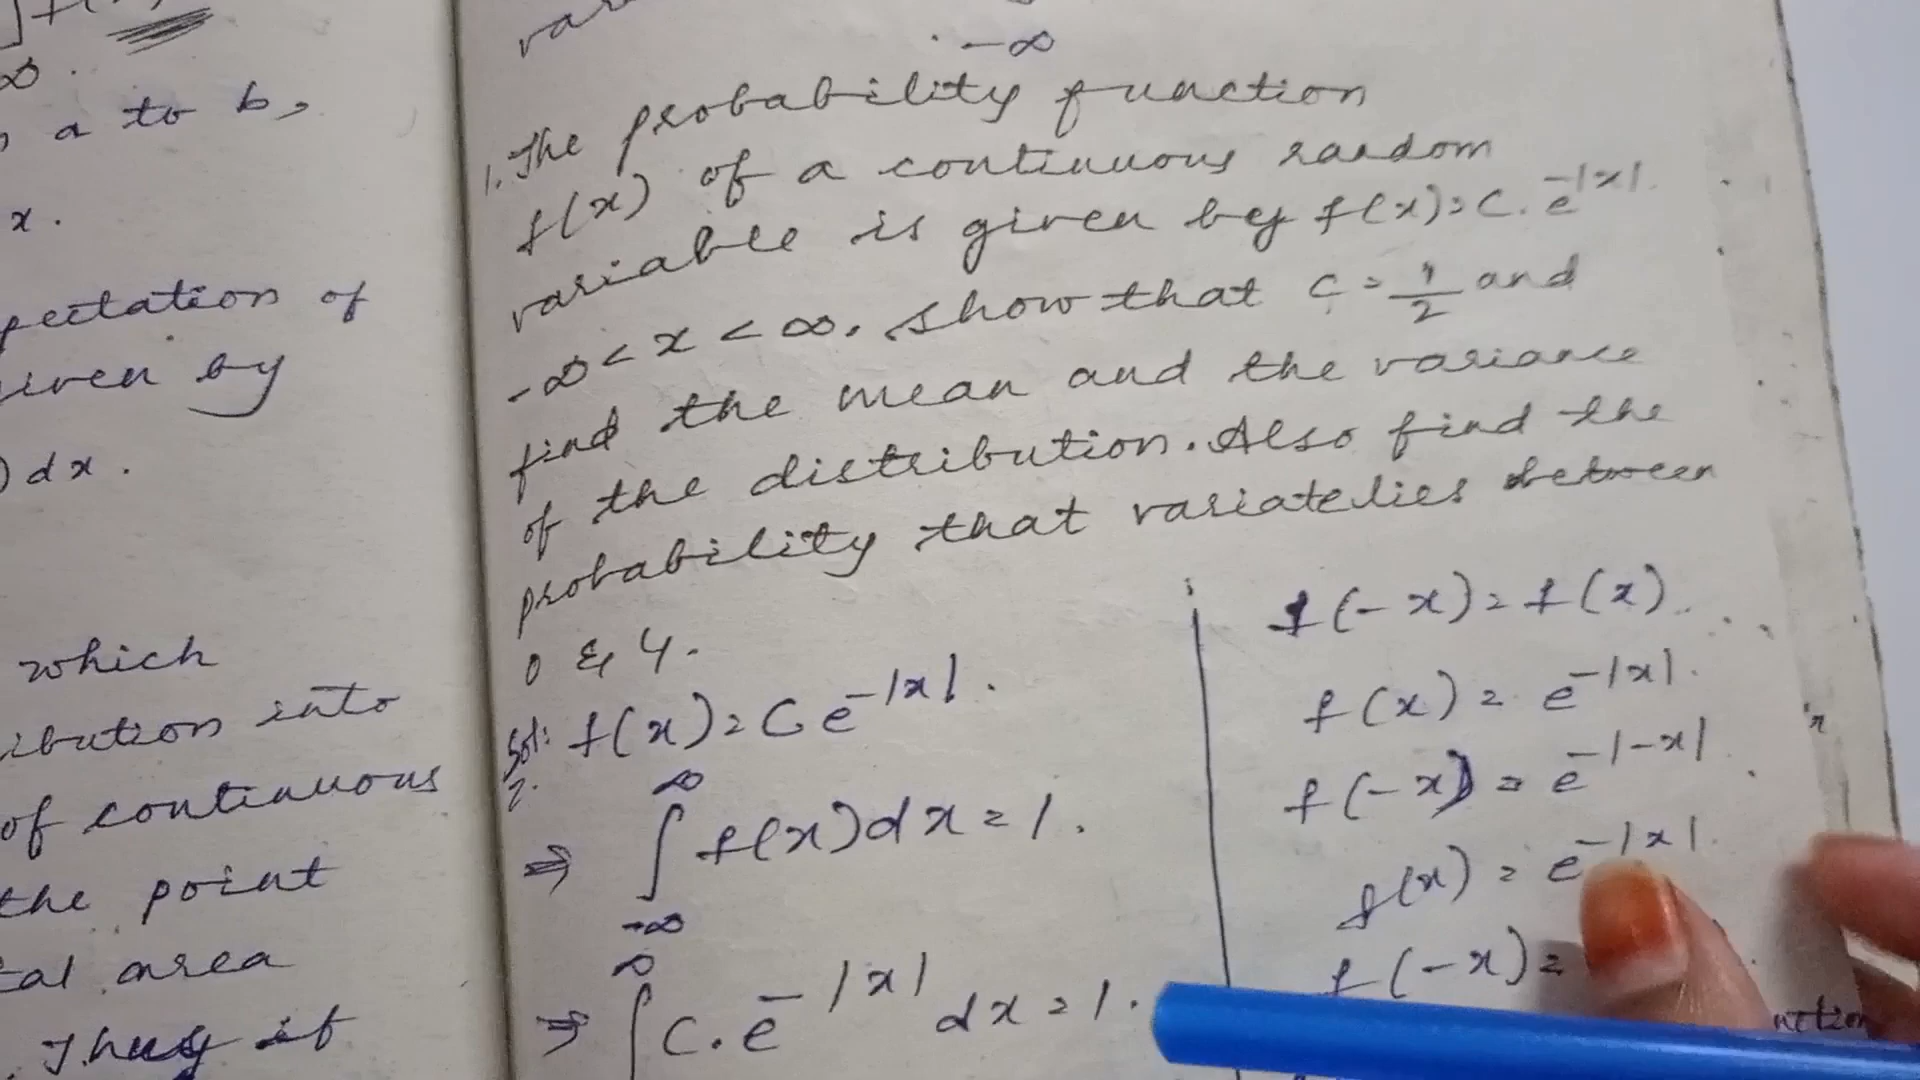 ∞.
a to b,
x.
pectation of
iven by
) dx.
which
ibution into
of continuous
the point
tal area
. Thus if
-∞
1. The probability function
f(x) of a continuous random
variable is given by f(x)=C.e^-|x|.
-∞<x<∞. show that C = 1/2 and
find the mean and the variance
of the distribution. Also find the
probability that variate lies between
0 & 4.
Sol: f(x)=C e^-|x|.
⇒ ∫_{-∞}^{∞} f(x)dx=1.
⇒ ∫^{∞} C.e^-|x| dx=1.
f(-x)=f(x).
f(x)= e^-|x|.
f(-x) = e^-|-x|
f(x) = e^-|x|.
f(-x)=